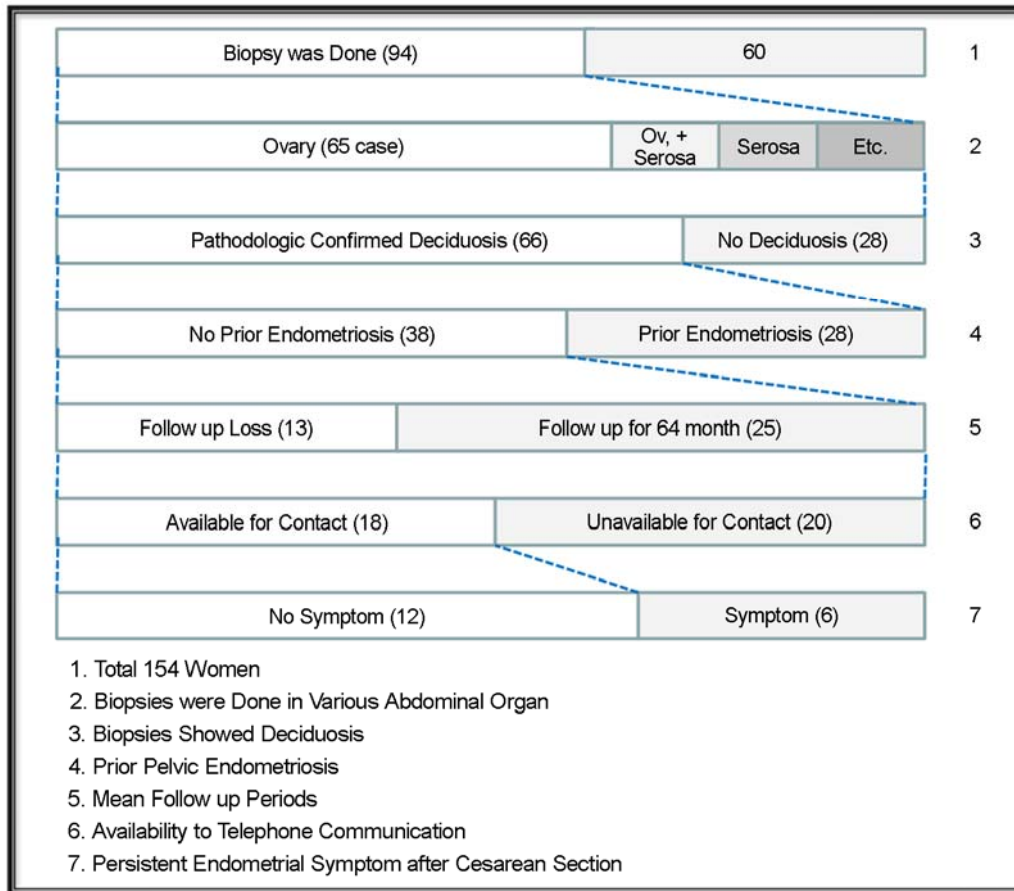 Biopsy was Done (94) 60 1
Ovary (65 case) Ov, + Serosa Serosa Etc. 2
Pathodologic Confirmed Deciduosis (66) No Deciduosis (28) 3
No Prior Endometriosis (38) Prior Endometriosis (28) 4
Follow up Loss (13) Follow up for 64 month (25) 5
Available for Contact (18) Unavailable for Contact (20) 6
No Symptom (12) Symptom (6) 7
1. Total 154 Women
2. Biopsies were Done in Various Abdominal Organ
3. Biopsies Showed Deciduosis
4. Prior Pelvic Endometriosis
5. Mean Follow up Periods
6. Availability to Telephone Communication
7. Persistent Endometrial Symptom after Cesarean Section